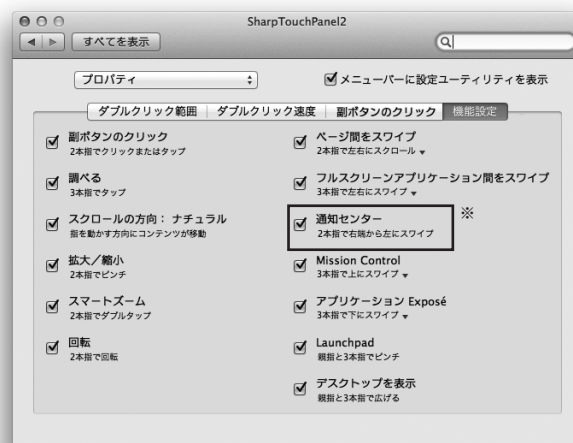 SharpTouchPanel2
すべてを表示
プロパティ
メニューバーに設定ユーティリティを表示
ダブルクリック範囲 ダブルクリック速度 副ボタンのクリック 機能設定
副ボタンのクリック
2本指でクリックまたはタップ
調べる
3本指でタップ
スクロールの方向： ナチュラル
指を動かす方向にコンテンツが移動
拡大／縮小
2本指でピンチ
スマートズーム
2本指でダブルタップ
回転
2本指で回転
ページ間をスワイプ
2本指で左右にスクロール
フルスクリーンアプリケーション間をスワイプ
3本指で左右にスワイプ
通知センター ※
2本指で右端から左にスワイプ
Mission Control
3本指で上にスワイプ
アプリケーション Exposé
3本指で下にスワイプ
Launchpad
親指と3本指でピンチ
デスクトップを表示
親指と3本指で広げる